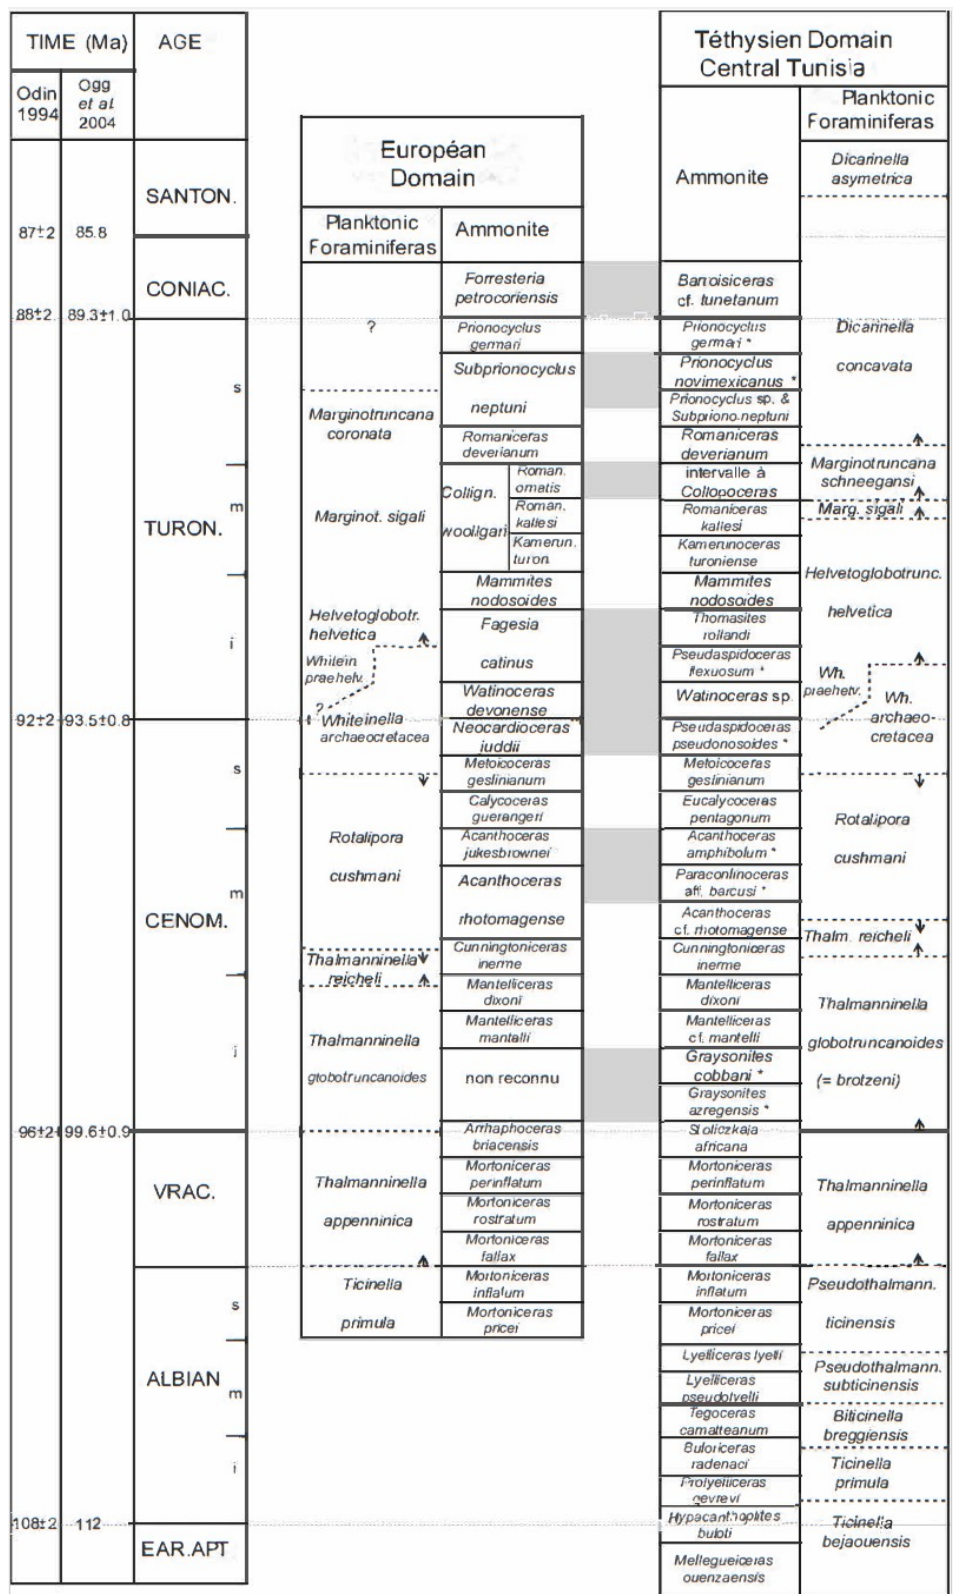 TIME (Ma)
AGE
Odin
1994
Ogg
et al.
2004
SANTON.
87±2
85.8
CONIAC.
88±2
89.3±1.0
s
m
TURON.
i
92±2
93.5±0.8
s
m
CENOM.
i
96±2
99.6±0.9
VRAC.
s
ALBIAN
m
i
108±2
112
EAR.APT
Européan
Domain
Planktonic
Foraminiferas
?
Marginotruncana
coronata
Marginot. sigali
Helvetoglobotr.
helvetica
Whitein
praehelv.
?
Whiteinella
archaeocretacea
Rotalipora
cushmani
Thalmanninella
reicheli
Thalmanninella
globotruncanoides
Thalmanninella
appenninica
Ticinella
primula
Ammonite
Forresteria
petrocoriensis
Prionocyclus
germari
Subprionocyclus
neptuni
Romaniceras
deverianum
Collign.
woollgari
Roman.
ornatis
Roman.
kallesi
Kamerun.
turon.
Mammites
nodosoides
Fagesia
catinus
Watinoceras
devonense
Neocardioceras
juddii
Metoicoceras
geslinianum
Calycoceras
guerangeri
Acanthoceras
jukesbrownei
Acanthoceras
rhotomagense
Cunningtoniceras
inerme
Mantelliceras
dixoni
Mantelliceras
mantalli
non reconnu
Arrhaphoceras
briacensis
Mortoniceras
perinflatum
Mortoniceras
rostratum
Mortoniceras
fallax
Mortoniceras
inflatum
Mortoniceras
pricei
Téthysien Domain
Central Tunisia
Ammonite
Barroisiceras
cf. tunetanum
Prionocyclus
germari *
Prionocyclus
novimexicanus *
Prionocyclus sp. &
Subpriono.neptuni
Romaniceras
deverianum
intervalle à
Collopoceras
Romaniceras
kallesi
Kamerunoceras
turoniense
Mammites
nodosoides
Thomasites
rollandi
Pseudaspidoceras
flexuosum *
Watinoceras sp.
Pseudaspidoceras
pseudonosoides *
Metoicoceras
geslinianum
Eucalycoceras
pentagonum
Acanthoceras
amphibolum *
Paraconlinoceras
aff. barcusi *
Acanthoceras
cf. rhotomagense
Cunningtoniceras
inerme
Mantelliceras
dixoni
Mantelliceras
cf. mantelli
Graysonites
cobbani *
Graysonites
azregensis *
Stoliczkaia
africana
Mortoniceras
perinflatum
Mortoniceras
rostratum
Mortoniceras
fallax
Mortoniceras
inflatum
Mortoniceras
pricei
Lyelliceras lyelli
Lyelliceras
pseudolyelli
Tegoceras
camatteanum
Buloticeras
radenaci
Prolyelliceras
gevreyi
Hypacanthoplites
buloti
Mellegueiceras
ouenzaensis
Planktonic
Foraminiferas
Dicarinella
asymetrica
Dicarinella
concavata
Marginotruncana
schneegansi
Marg. sigali
Helvetoglobotrunc.
helvetica
Wh.
praehelv.
Wh.
archaeo-
cretacea
Rotalipora
cushmani
Thalm. reicheli
Thalmanninella
globotruncanoides
(= brotzeni)
Thalmanninella
appenninica
Pseudothalmann.
ticinensis
Pseudothalmann.
subticinensis
Biticinella
breggiensis
Ticinella
primula
Ticinella
bejaouensis